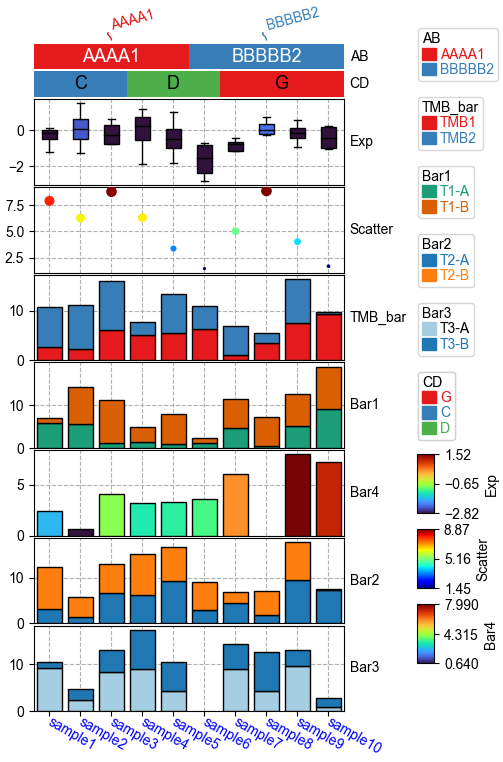 AAAA1
BBBBB2
AAAA1 BBBBB2 AB
C D G CD
0
−2
Exp
7.5
5.0
2.5
Scatter
10
0
TMB_bar
10
0
Bar1
5
0
Bar4
10
0
Bar2
10
0
Bar3
sample1 sample2 sample3 sample4 sample5 sample6 sample7 sample8 sample9 sample10
AB
AAAA1
BBBBB2
TMB_bar
TMB1
TMB2
Bar1
T1-A
T1-B
Bar2
T2-A
T2-B
Bar3
T3-A
T3-B
CD
G
C
D
1.52
−0.65
−2.82
Exp
8.87
5.16
1.45
Scatter
7.990
4.315
0.640
Bar4